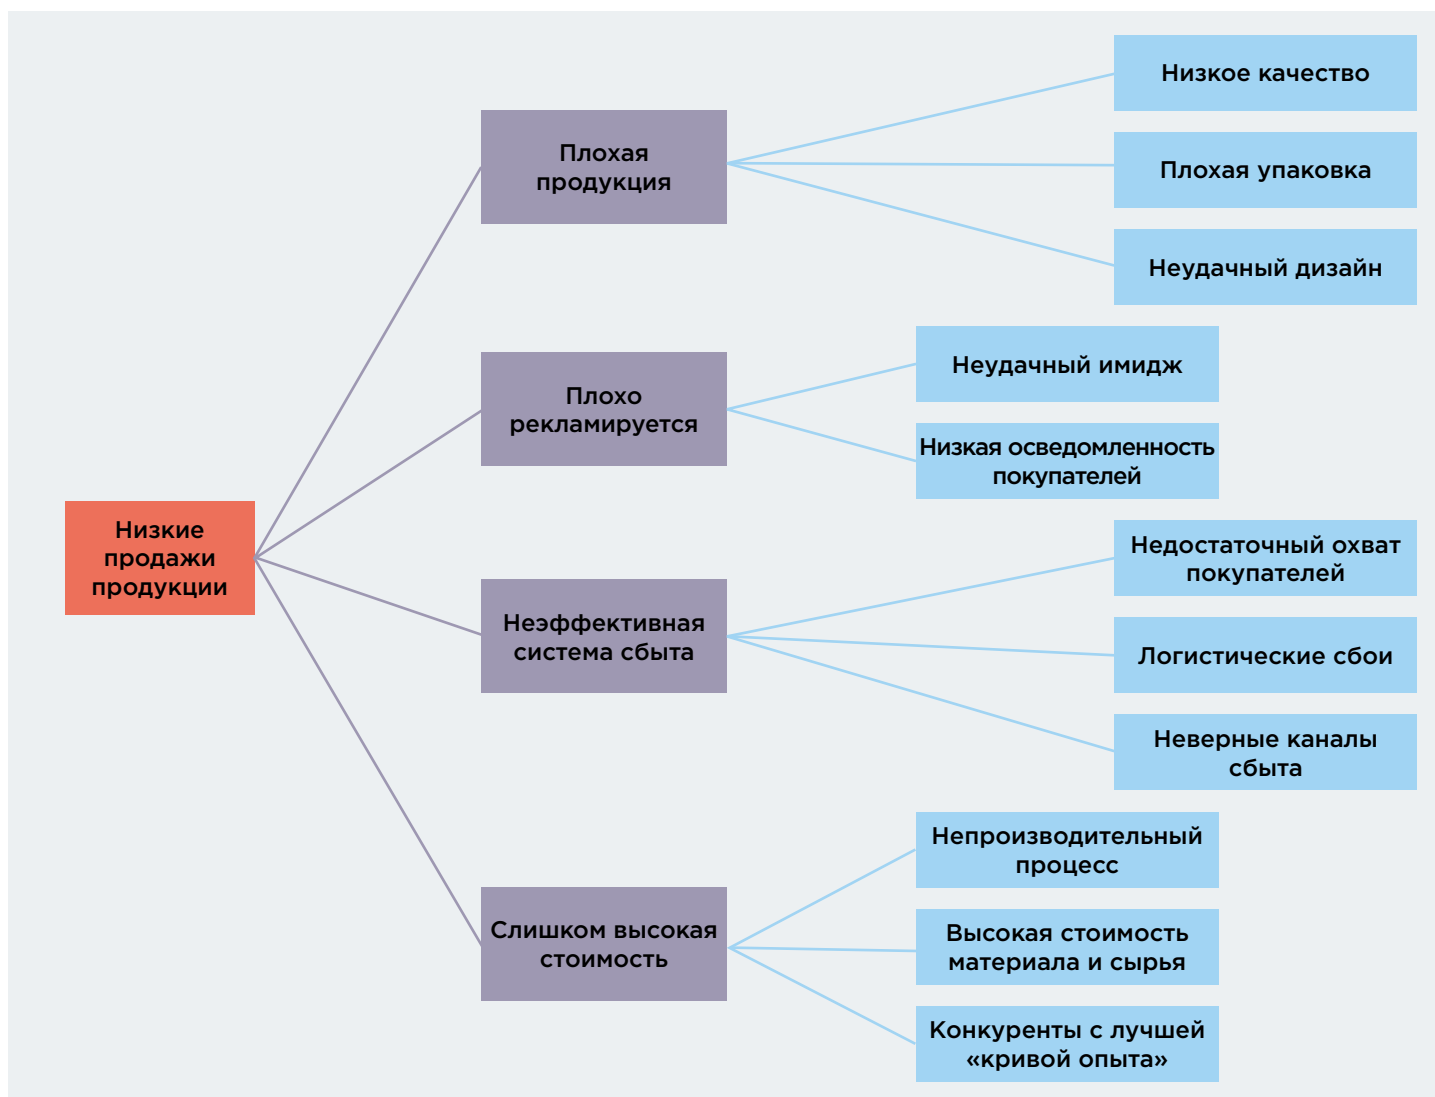 Низкие
продажи
продукции
Плохая
продукция
Низкое качество
Плохая упаковка
Неудачный дизайн
Плохо
рекламируется
Неудачный имидж
Низкая осведомленность
покупателей
Неэффективная
система сбыта
Недостаточный охват
покупателей
Логистические сбои
Неверные каналы
сбыта
Слишком высокая
стоимость
Непроизводительный
процесс
Высокая стоимость
материала и сырья
Конкуренты с лучшей
«кривой опыта»